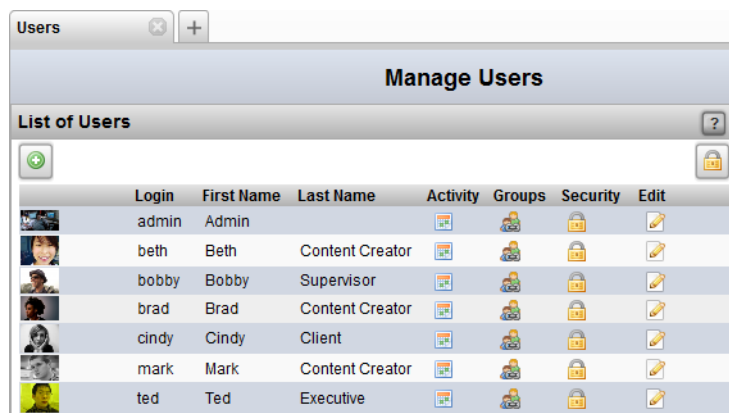 Users
Manage Users
List of Users
?
Login First Name Last Name Activity Groups Security Edit
admin Admin
beth Beth Content Creator
bobby Bobby Supervisor
brad Brad Content Creator
cindy Cindy Client
mark Mark Content Creator
ted Ted Executive